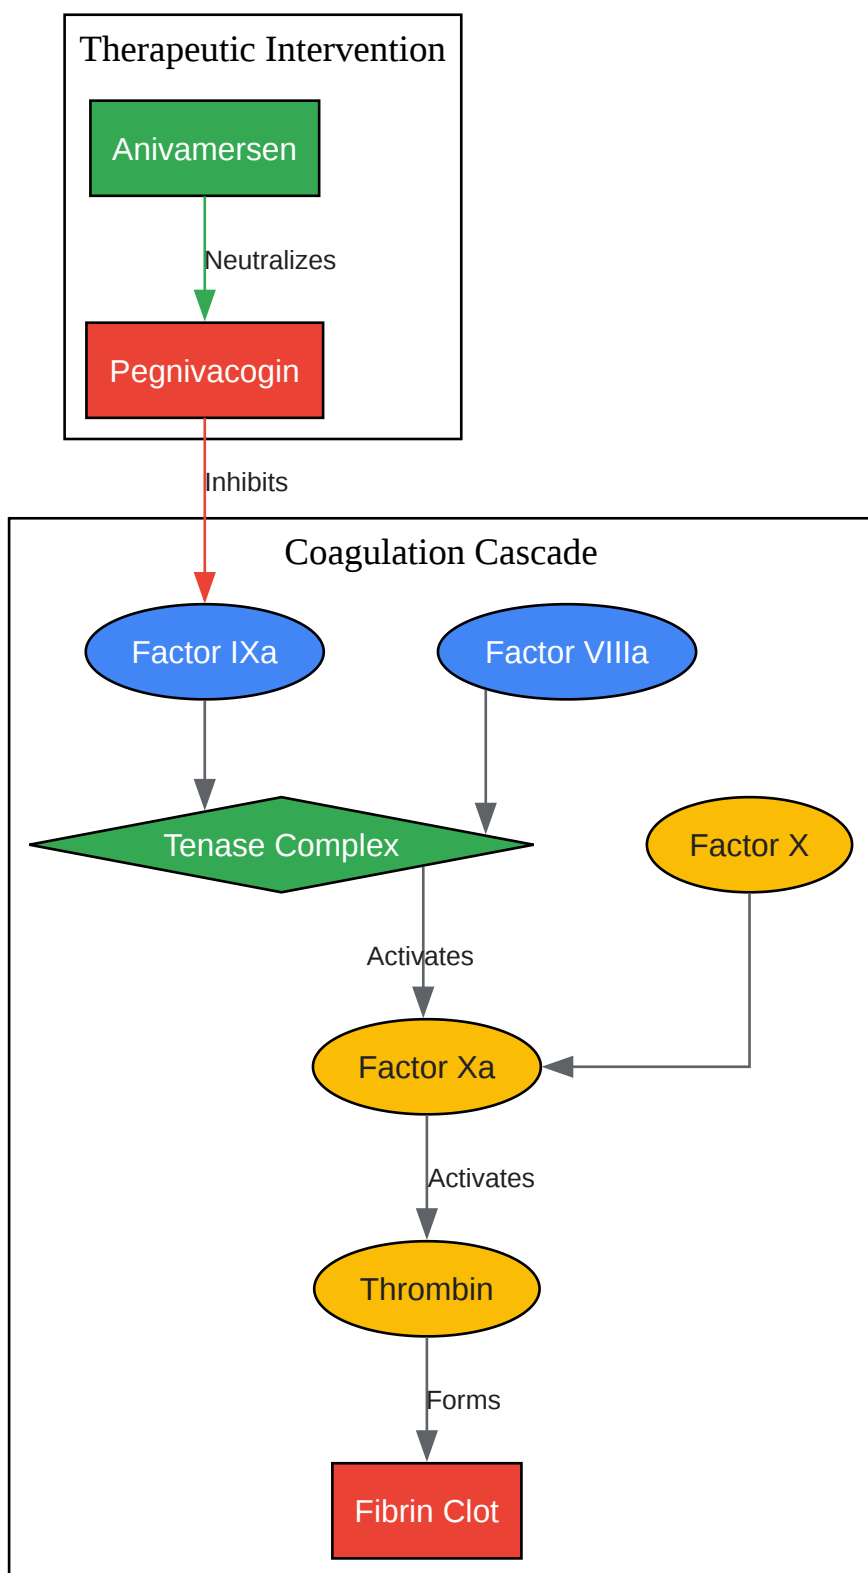 Therapeutic Intervention
Anivamersen
Neutralizes
Pegnivacogin
Inhibits
Coagulation Cascade
Factor IXa
Factor VIIIa
Tenase Complex
Factor X
Activates
Factor Xa
Activates
Thrombin
Forms
Fibrin Clot